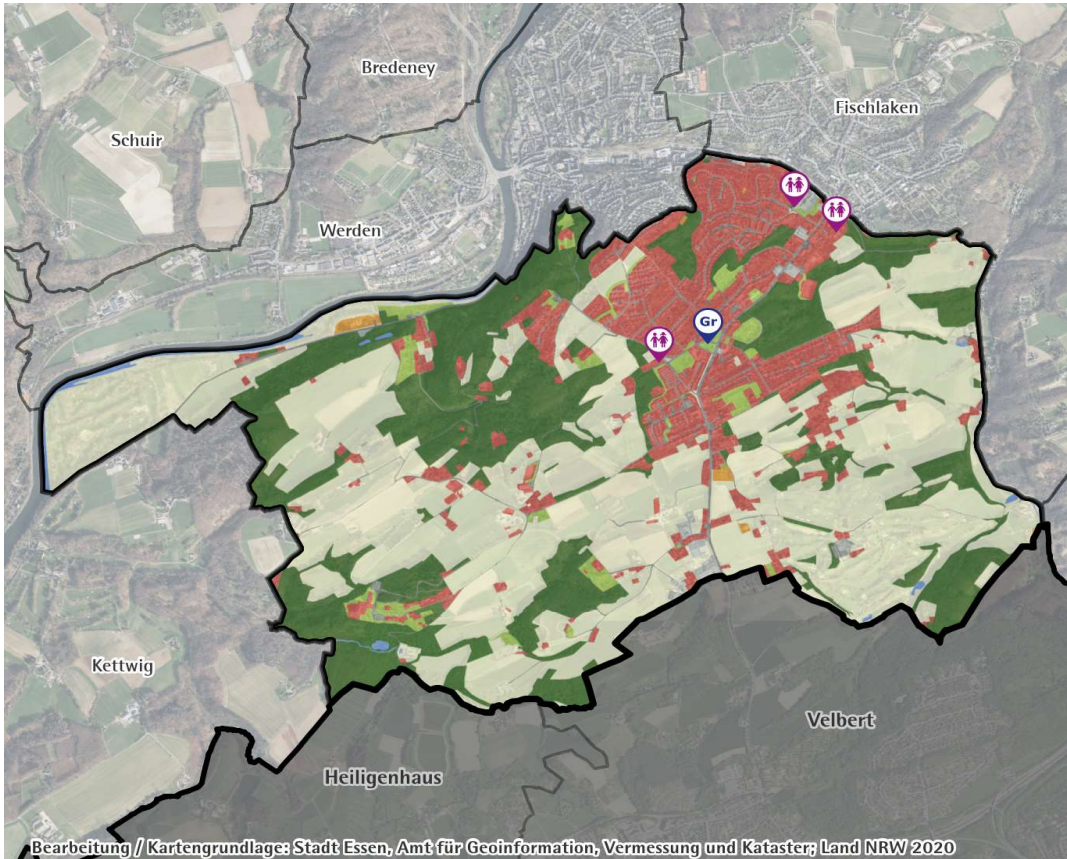 Bredeney
Fischlaken
Schuir
Werden
Gr
Kettwig
Velbert
Heiligenhaus
Bearbeitung / Kartengrundlage: Stadt Essen, Amt für Geoinformation, Vermessung und Kataster; Land NRW 2020